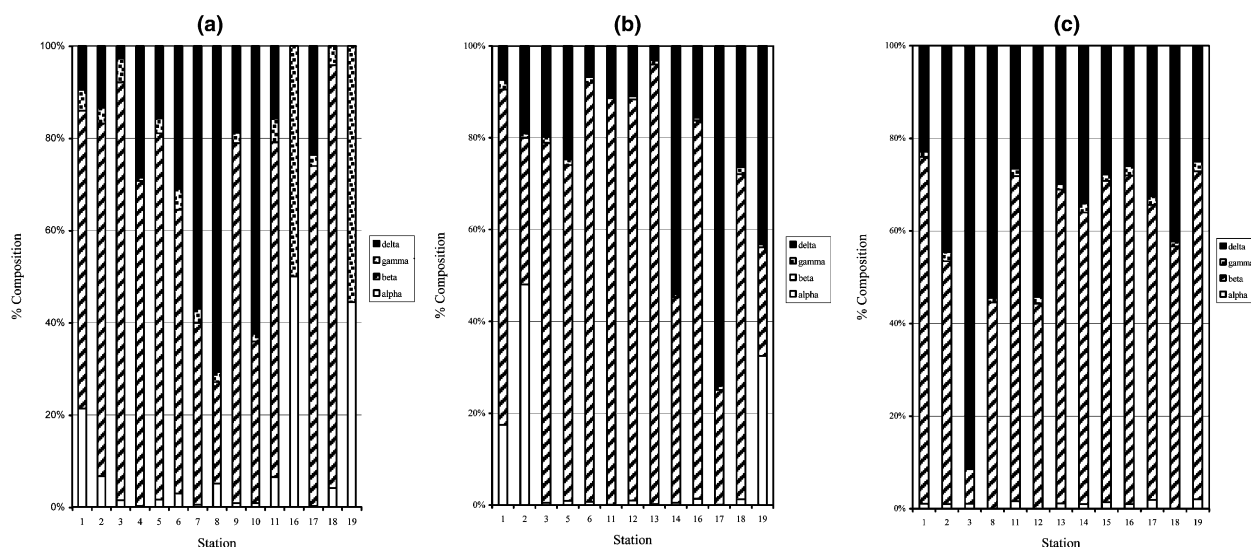 (a)
100%
80%
60%
40%
20%
0%
% Composition
1 2 3 4 5 6 7 8 9 10 11 16 17 18 19
Station
delta
gamma
beta
alpha
(b)
100%
80%
60%
40%
20%
0%
% Composition
1 2 3 5 6 11 12 13 14 16 17 18 19
Station
delta
gamma
beta
alpha
(c)
100%
80%
60%
40%
20%
0%
% Composition
1 2 3 8 11 12 13 14 15 16 17 18 19
Station
delta
gamma
beta
alpha